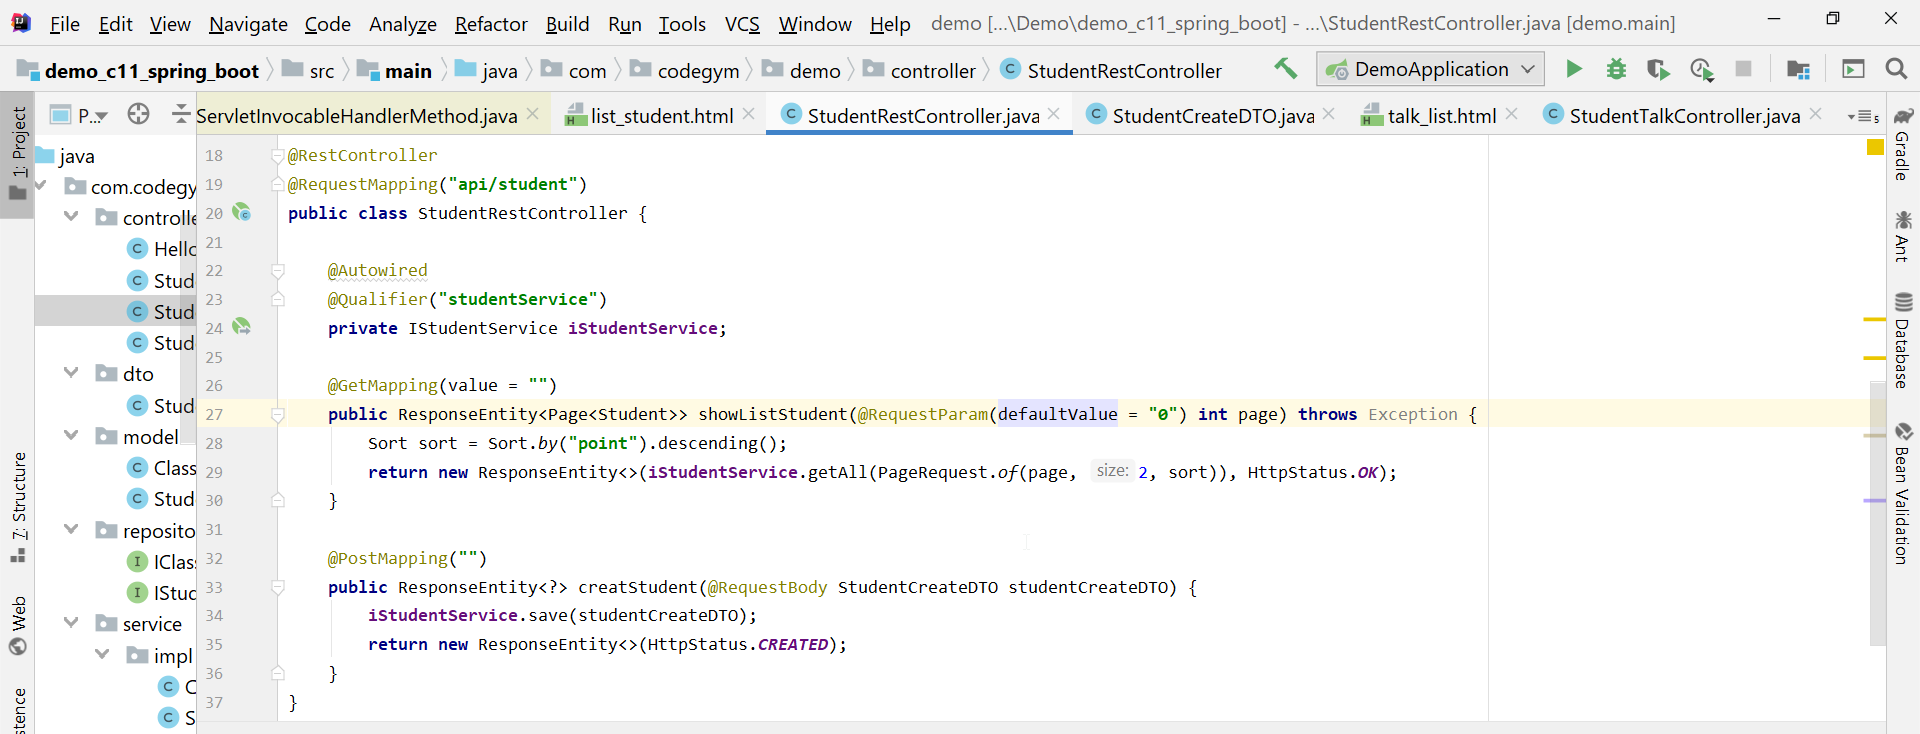 File Edit View Navigate Code Analyze Refactor Build Run Tools VCS Window Help demo [...\Demo\demo_c11_spring_boot] - ...\StudentRestController.java [demo.main]
demo_c11_spring_boot src main java com codegym demo controller StudentRestController DemoApplication
P... ServletInvocableHandlerMethod.java list_student.html StudentRestController.java StudentCreateDTO.java talk_list.html StudentTalkController.java 5
1: Project
7: Structure
Web
stence
java
com.codegy
controlle
Hello
Stud
Stud
Stud
dto
Stud
model
Class
Stud
reposito
IClas
IStud
service
impl
C
S
18 @RestController
19 @RequestMapping("api/student")
20 public class StudentRestController {
21
22 @Autowired
23 @Qualifier("studentService")
24 private IStudentService iStudentService;
25
26 @GetMapping(value = "")
27 public ResponseEntity<Page<Student>> showListStudent(@RequestParam(defaultValue = "0") int page) throws Exception {
28 Sort sort = Sort.by("point").descending();
29 return new ResponseEntity<>(iStudentService.getAll(PageRequest.of(page, size: 2, sort)), HttpStatus.OK);
30 }
31
32 @PostMapping("")
33 public ResponseEntity<?> creatStudent(@RequestBody StudentCreateDTO studentCreateDTO) {
34 iStudentService.save(studentCreateDTO);
35 return new ResponseEntity<>(HttpStatus.CREATED);
36 }
37 }
Gradle
Ant
Database
Bean Validation